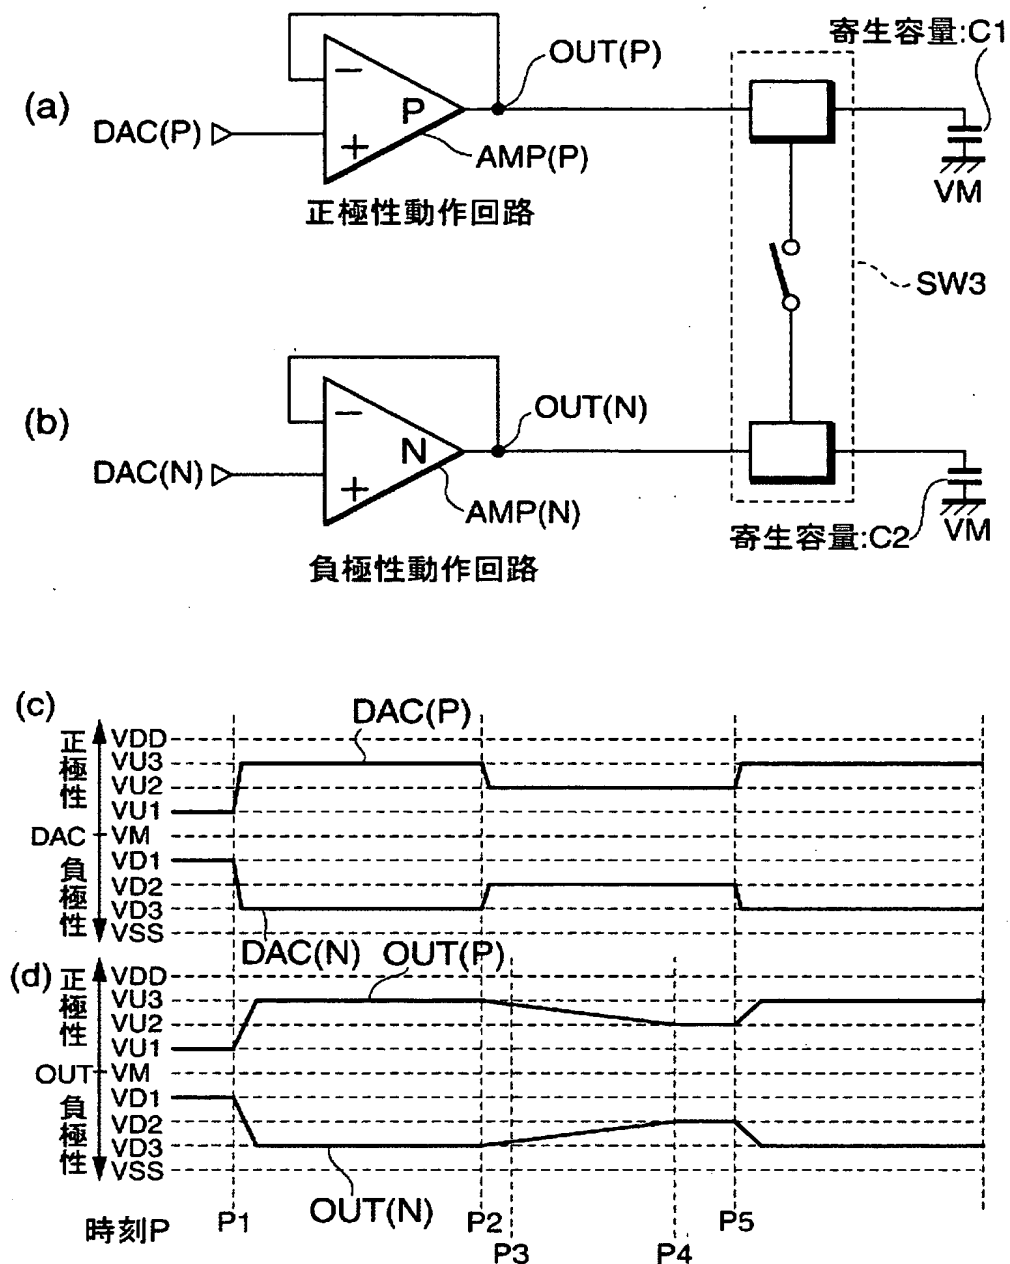 (a)
DAC(P)
−
+
P
OUT(P)
AMP(P)
正極性動作回路
寄生容量:C1
VM
SW3
(b)
DAC(N)
−
+
N
OUT(N)
AMP(N)
負極性動作回路
寄生容量:C2
VM
(c)
正極性
DAC
負極性
VDD
VU3
VU2
VU1
VM
VD1
VD2
VD3
VSS
DAC(P)
DAC(N)
(d)
正極性
OUT
負極性
VDD
VU3
VU2
VU1
VM
VD1
VD2
VD3
VSS
OUT(P)
OUT(N)
時刻P
P1
P2
P3
P4
P5